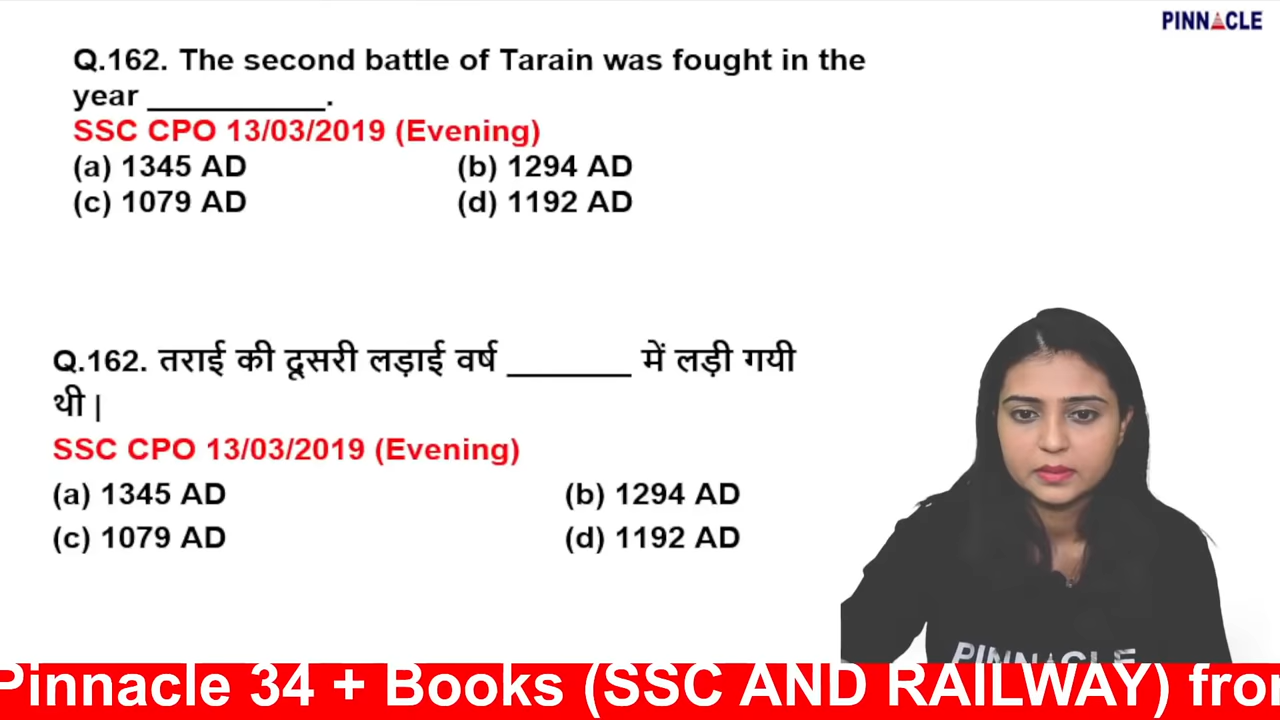 PINNACLE
Q.162. The second battle of Tarain was fought in the
year ___________.
SSC CPO 13/03/2019 (Evening)
(a) 1345 AD (b) 1294 AD
(c) 1079 AD (d) 1192 AD
Q.162. तराई की दूसरी लड़ाई वर्ष ________ में लड़ी गयी
थी |
SSC CPO 13/03/2019 (Evening)
(a) 1345 AD (b) 1294 AD
(c) 1079 AD (d) 1192 AD
PINNACLE
Pinnacle 34 + Books (SSC AND RAILWAY) from